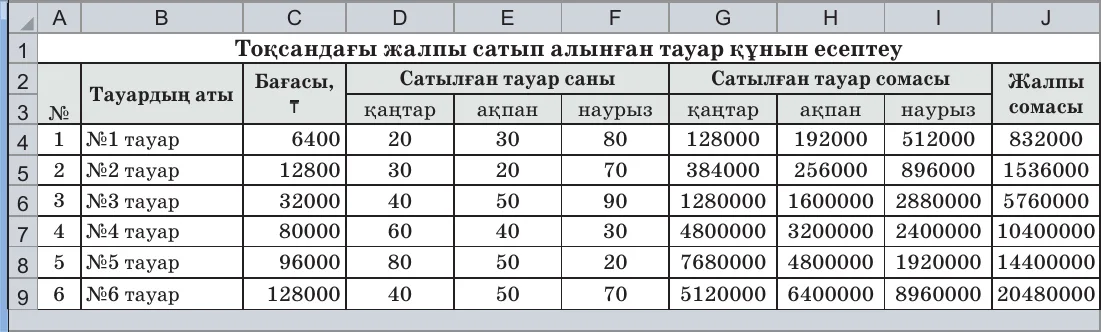 A B C D E F G H I J
1 Тоқсандағы жалпы сатып алынған тауар құнын есептеу
2 № Тауардың аты Бағасы, ₸ Сатылған тауар саны Сатылған тауар сомасы Жалпы сомасы
3 қаңтар ақпан наурыз қаңтар ақпан наурыз
4 1 №1 тауар 6400 20 30 80 128000 192000 512000 832000
5 2 №2 тауар 12800 30 20 70 384000 256000 896000 1536000
6 3 №3 тауар 32000 40 50 90 1280000 1600000 2880000 5760000
7 4 №4 тауар 80000 60 40 30 4800000 3200000 2400000 10400000
8 5 №5 тауар 96000 80 50 20 7680000 4800000 1920000 14400000
9 6 №6 тауар 128000 40 50 70 5120000 6400000 8960000 20480000